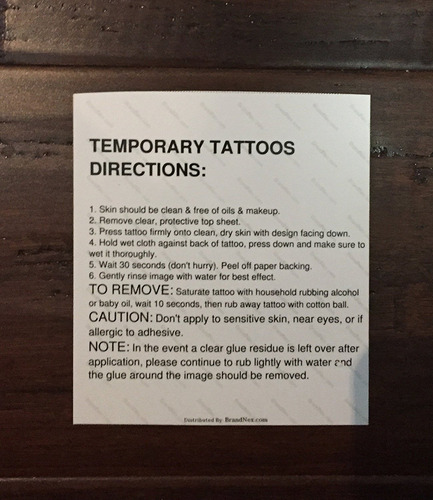 TEMPORARY TATTOOS
DIRECTIONS:
1. Skin should be clean & free of oils & makeup.
2. Remove clear, protective top sheet.
3. Press tattoo firmly onto clean, dry skin with design facing down.
4. Hold wet cloth against back of tattoo, press down and make sure to
wet it thoroughly.
5. Wait 30 seconds (don't hurry). Peel off paper backing.
6. Gently rinse image with water for best effect.
TO REMOVE: Saturate tattoo with household rubbing alcohol
or baby oil, wait 10 seconds, then rub away tattoo with cotton ball.
CAUTION: Don't apply to sensitive skin, near eyes, or if
allergic to adhesive.
NOTE: In the event a clear glue residue is left over after
application, please continue to rub lightly with water and
the glue around the image should be removed.
Distributed By BrandNex.com